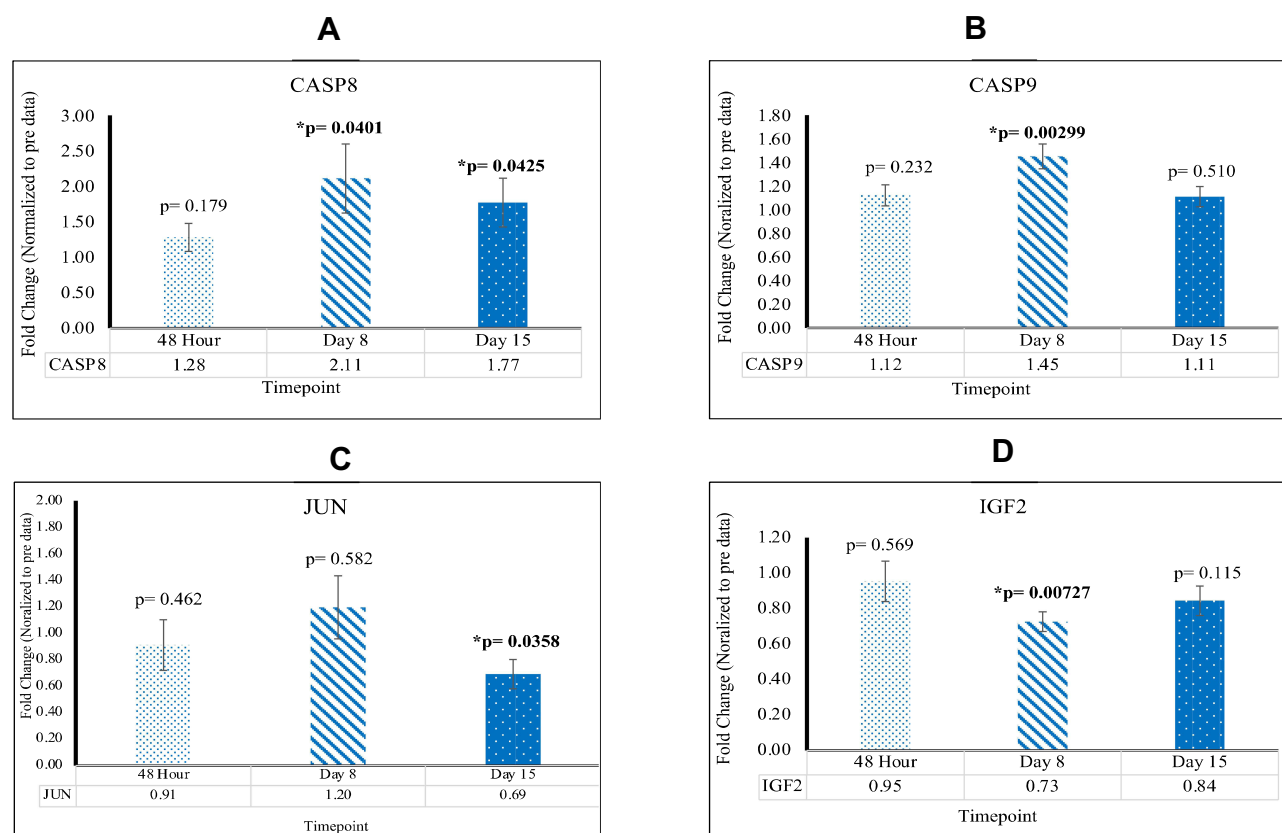 A
CASP8
Fold Change (Normalized to pre data)
3.00
2.50
2.00
1.50
1.00
0.50
0.00
p= 0.179
*p= 0.0401
*p= 0.0425
48 Hour Day 8 Day 15
CASP8 1.28 2.11 1.77
Timepoint
B
CASP9
Fold Change (Noralized to pre data)
1.80
1.60
1.40
1.20
1.00
0.80
0.60
0.40
0.20
0.00
p= 0.232
*p= 0.00299
p= 0.510
48 Hour Day 8 Day 15
CASP9 1.12 1.45 1.11
Timepoint
C
JUN
Fold Change (Noralized to pre data)
2.00
1.80
1.60
1.40
1.20
1.00
0.80
0.60
0.40
0.20
0.00
p= 0.462
p= 0.582
*p= 0.0358
48 Hour Day 8 Day 15
JUN 0.91 1.20 0.69
Timepoint
D
IGF2
Fold Change (Noralized to pre data)
1.20
1.00
0.80
0.60
0.40
0.20
0.00
p= 0.569
*p= 0.00727
p= 0.115
48 Hour Day 8 Day 15
IGF2 0.95 0.73 0.84
Timepoint